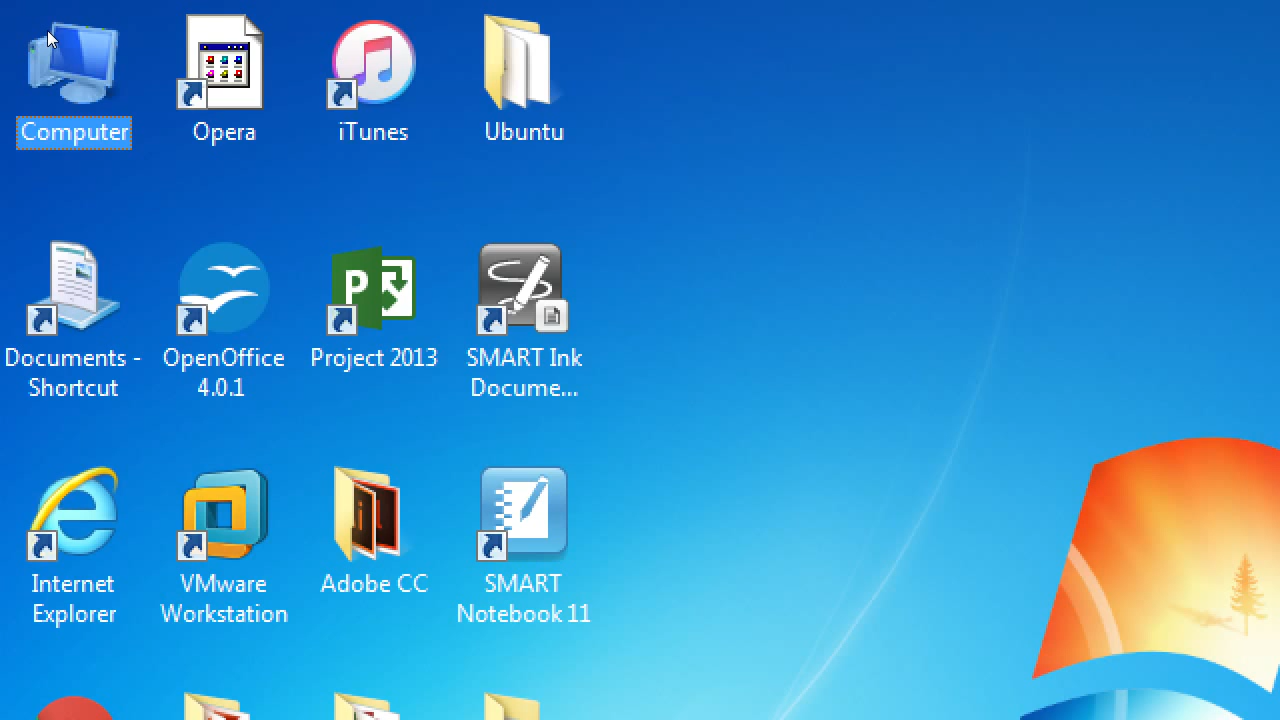 Computer
Opera
iTunes
Ubuntu
Documents -
Shortcut
OpenOffice
4.0.1
Project 2013
SMART Ink
Docume...
Internet
Explorer
VMware
Workstation
Adobe CC
SMART
Notebook 11